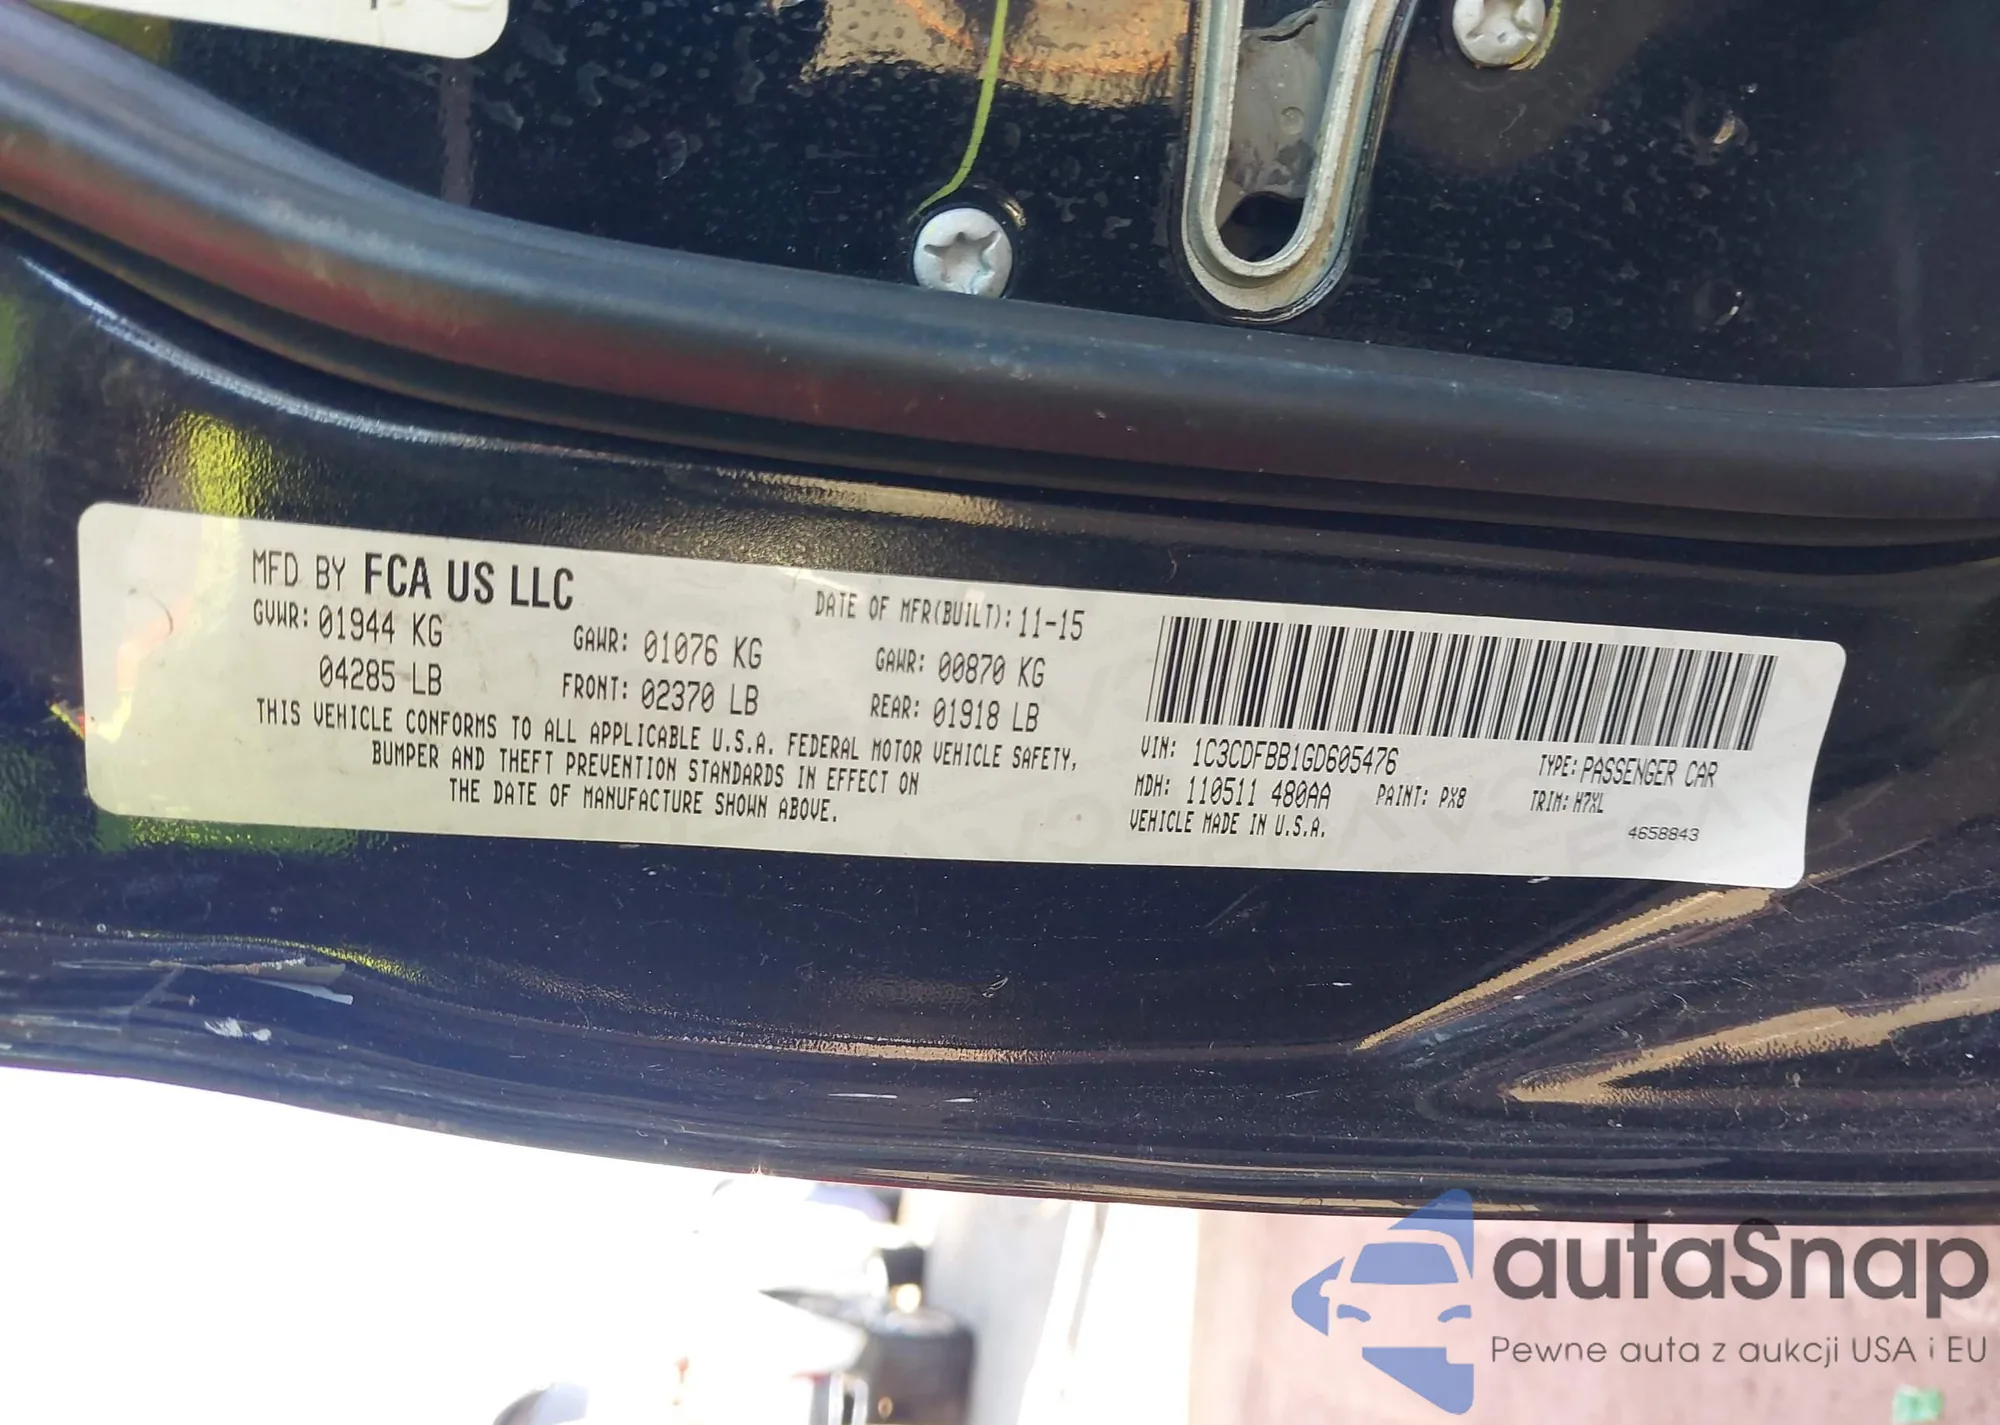 MFD BY FCA US LLC
DATE OF MFR(BUILT): 11-15
GVWR: 01944 KG
GAWR: 01076 KG
GAWR: 00870 KG
04285 LB
FRONT: 02370 LB
REAR: 01918 LB
THIS VEHICLE CONFORMS TO ALL APPLICABLE U.S.A. FEDERAL MOTOR VEHICLE SAFETY,
BUMPER AND THEFT PREVENTION STANDARDS IN EFFECT ON
THE DATE OF MANUFACTURE SHOWN ABOVE.
VIN: 1C3CDFBB1GD605476
TYPE: PASSENGER CAR
MDH: 110511 480AA
PAINT: PX8
TRIM: H7XL
VEHICLE MADE IN U.S.A.
4658843
autaSnap
Pewne auta z aukcji USA i EU